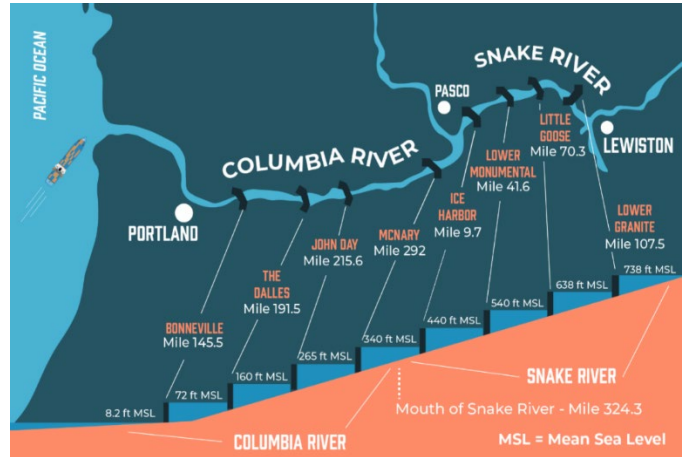 PACIFIC OCEAN
COLUMBIA RIVER
SNAKE RIVER
PORTLAND
PASCO
LEWISTON
BONNEVILLE
Mile 145.5
THE
DALLES
Mile 191.5
JOHN DAY
Mile 215.6
MCNARY
Mile 292
ICE
HARBOR
Mile 9.7
LOWER
MONUMENTAL
Mile 41.6
LITTLE
GOOSE
Mile 70.3
LOWER
GRANITE
Mile 107.5
8.2 ft MSL
72 ft MSL
160 ft MSL
265 ft MSL
340 ft MSL
440 ft MSL
540 ft MSL
638 ft MSL
738 ft MSL
SNAKE RIVER
Mouth of Snake River - Mile 324.3
COLUMBIA RIVER
MSL = Mean Sea Level